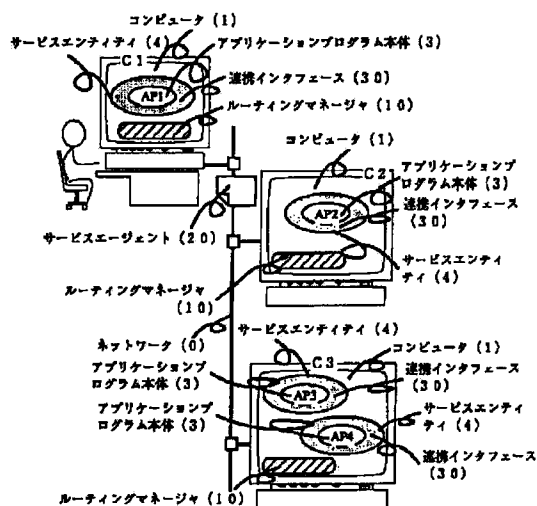 コンピュータ(1)
サービスエンティティ(4)
アプリケーションプログラム本体(3)
C1
連携インタフェース(30)
AP1
ルーティングマネージャ(10)
コンピュータ(1)
C2
アプリケーションプ
ログラム本体(3)
連携インタフェース
(30)
AP2
サービスエージェント(20)
サービスエンティ
ティ(4)
ルーティングマネージャ
(10)
ネットワーク(0)
サービスエンティティ(4)
コンピュータ(1)
C3
アプリケーションプ
ログラム本体(3)
連携インタフェース
(30)
AP3
アプリケーションプ
ログラム本体(3)
サービスエンティ
ティ(4)
AP4
連携インタフェース
(30)
ルーティングマネージャ(10)